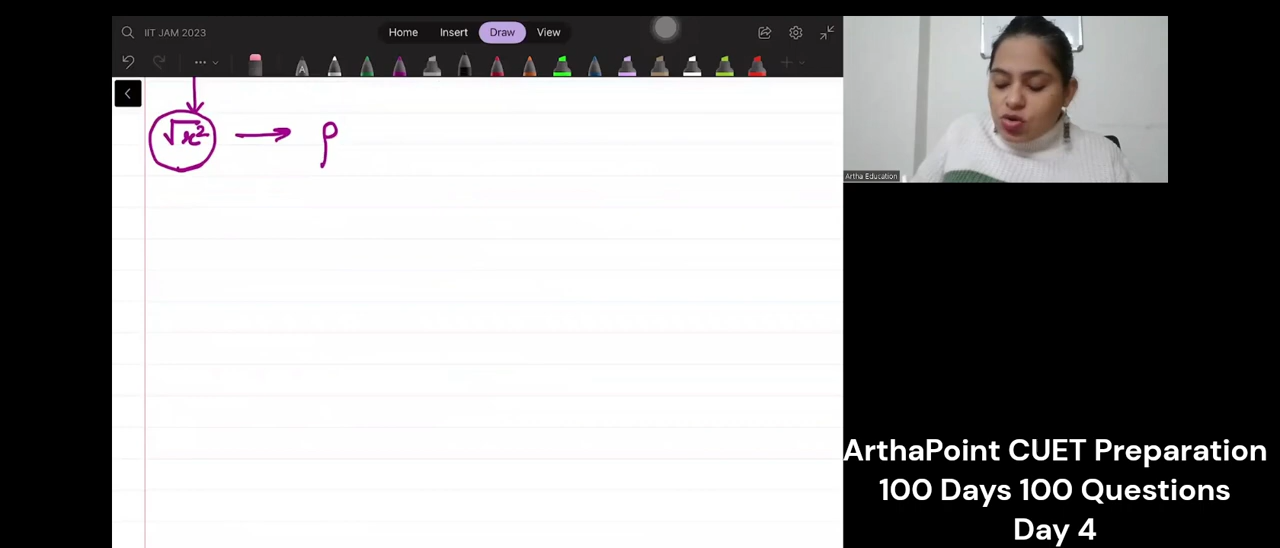 IIT JAM 2023
Home Insert Draw View
√x² → ρ
Artha Education
ArthaPoint CUET Preparation
100 Days 100 Questions
Day 4